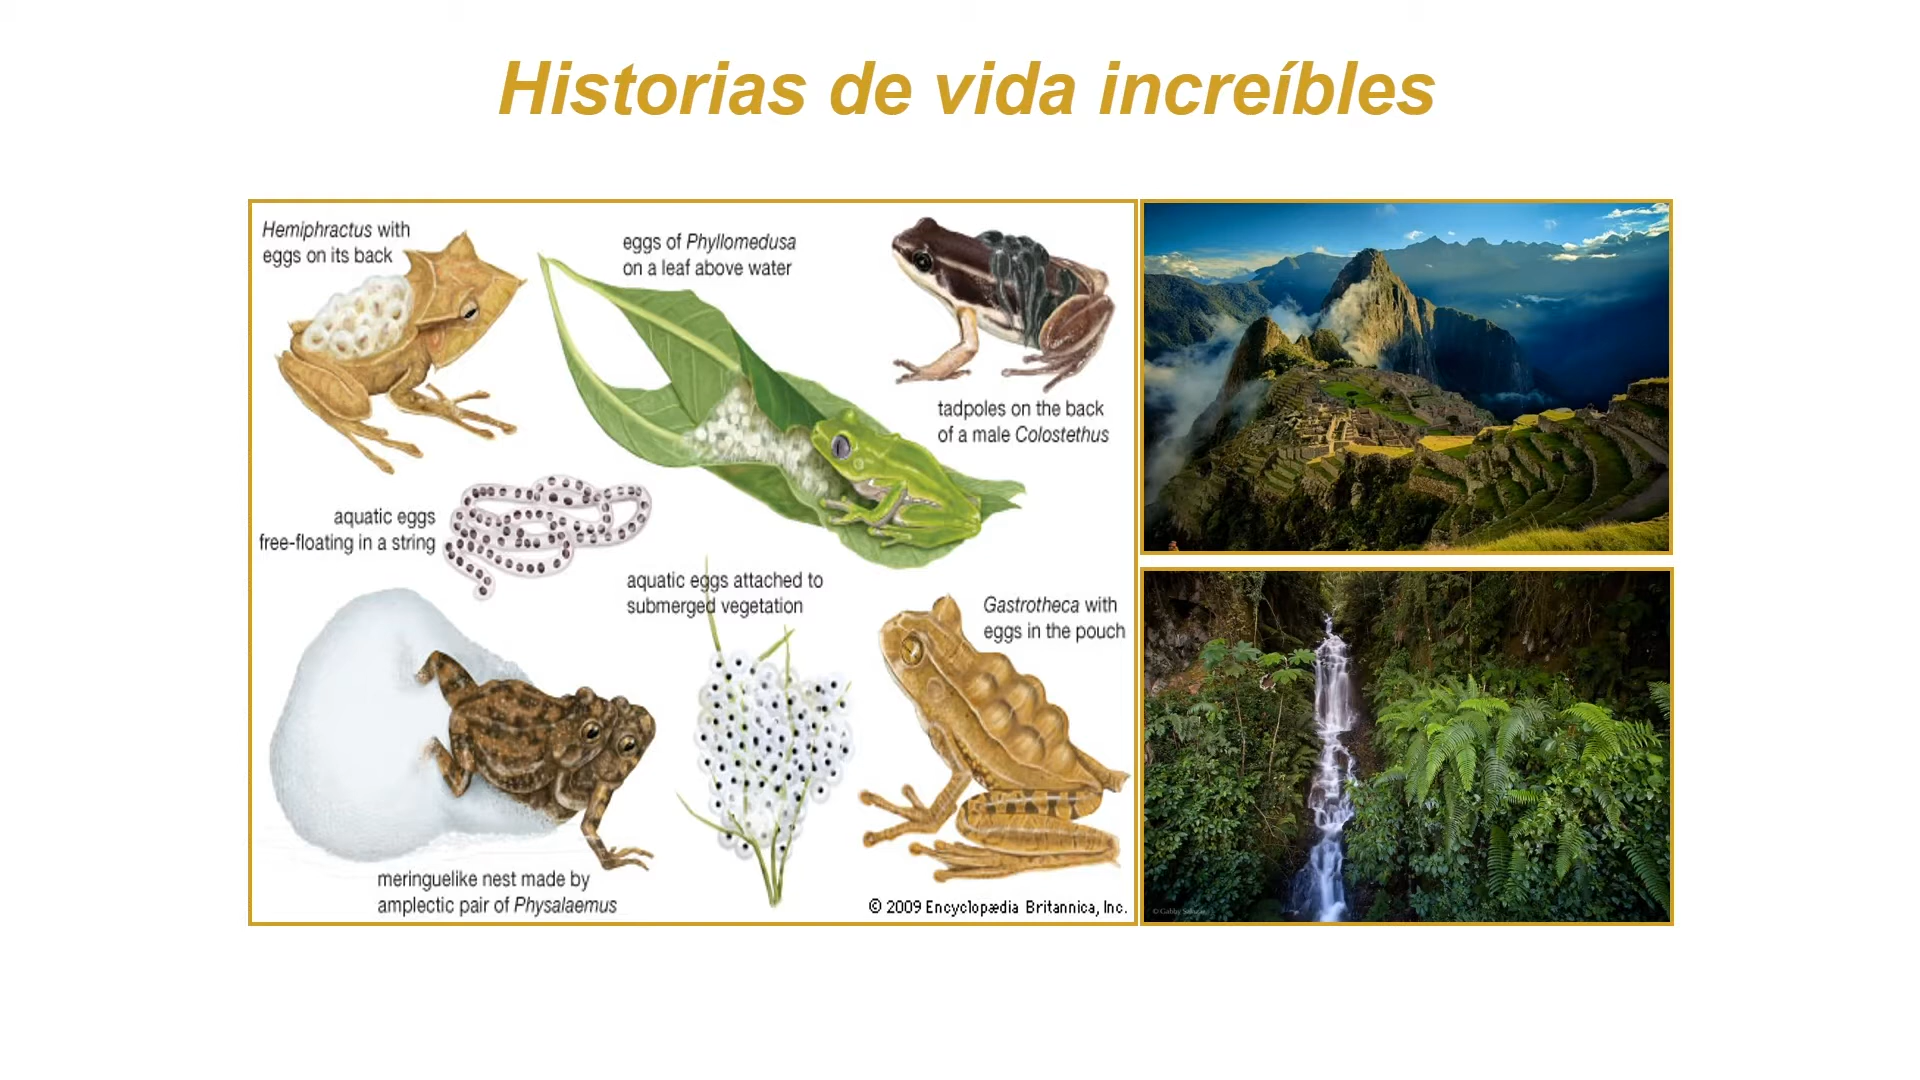 Historias de vida increíbles
Hemiphractus with
eggs on its back
eggs of Phyllomedusa
on a leaf above water
tadpoles on the back
of a male Colostethus
aquatic eggs
free-floating in a string
aquatic eggs attached to
submerged vegetation
Gastrotheca with
eggs in the pouch
meringuelike nest made by
amplectic pair of Physalaemus
© 2009 Encyclopædia Britannica, Inc.